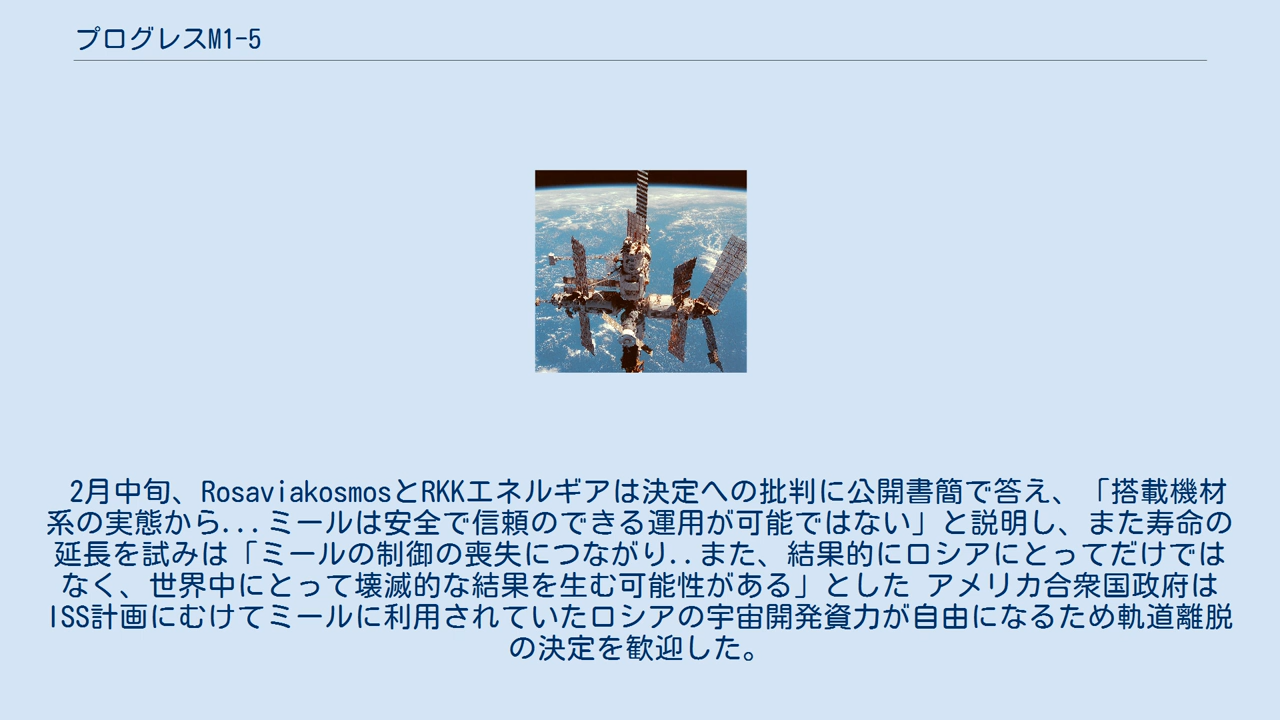 プログレスM1-5
2月中旬、RosaviakosmosとRKKエネルギアは決定への批判に公開書簡で答え、「搭載機材
系の実態から...ミールは安全で信頼のできる運用が可能ではない」と説明し、また寿命の
延長を試みは「ミールの制御の喪失につながり..また、結果的にロシアにとってだけでは
なく、世界中にとって壊滅的な結果を生む可能性がある」とした アメリカ合衆国政府は
ISS計画にむけてミールに利用されていたロシアの宇宙開発資力が自由になるため軌道離脱
の決定を歓迎した。